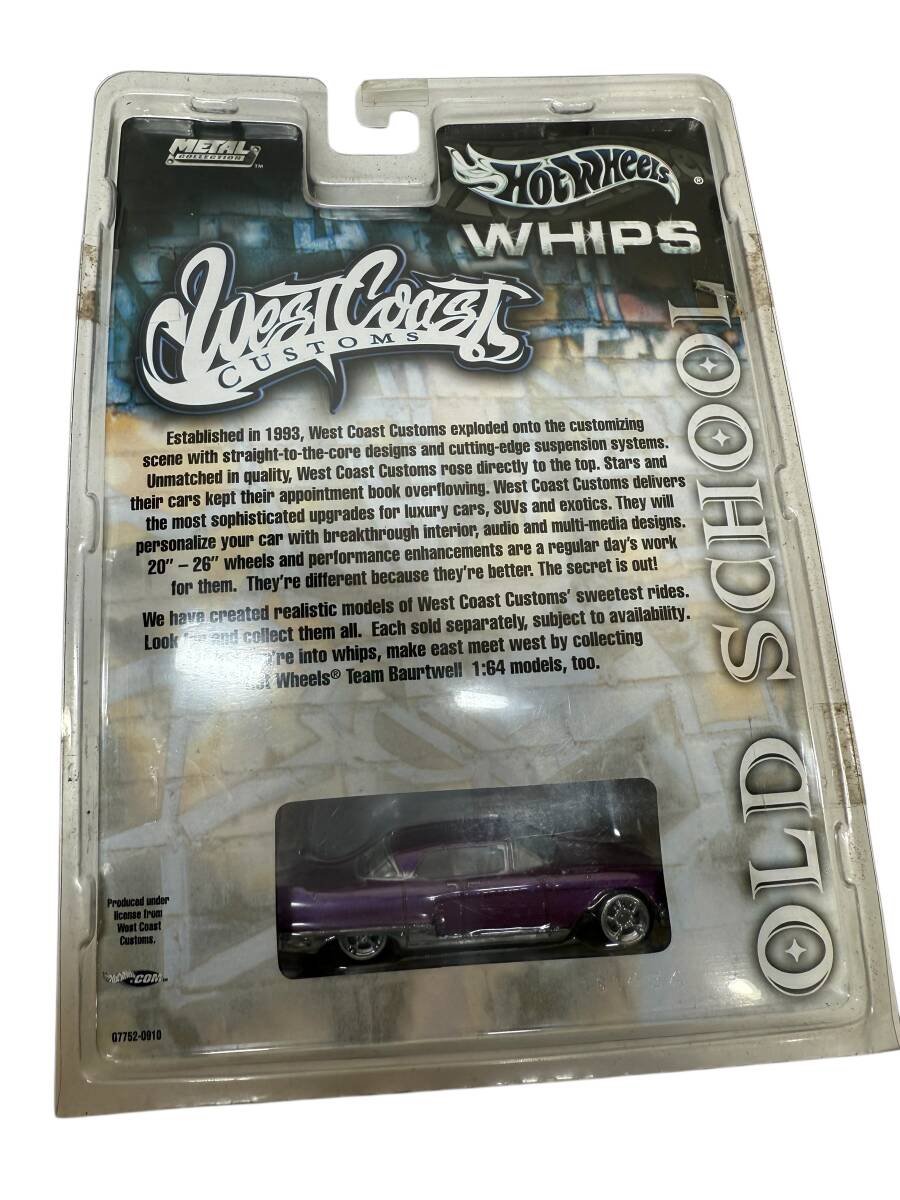 METAL
COLLECTION™
HOT WHEELS®
WHIPS
West Coast
CUSTOMS
OLD SCHOOL
Established in 1993, West Coast Customs exploded onto the customizing
scene with straight-to-the-core designs and cutting-edge suspension systems.
Unmatched in quality, West Coast Customs rose directly to the top. Stars and
their cars kept their appointment book overflowing. West Coast Customs delivers
the most sophisticated upgrades for luxury cars, SUVs and exotics. They will
personalize your car with breakthrough interior, audio and multi-media designs.
20” – 26” wheels and performance enhancements are a regular day's work
for them. They're different because they're better. The secret is out!
We have created realistic models of West Coast Customs' sweetest rides.
Look and collect them all. Each sold separately, subject to availability.
into whips, make east meet west by collecting
Wheels® Team Baurtwell 1:64 models, too.
Produced under
license from
West Coast
Customs.
.COM
G7752-0910